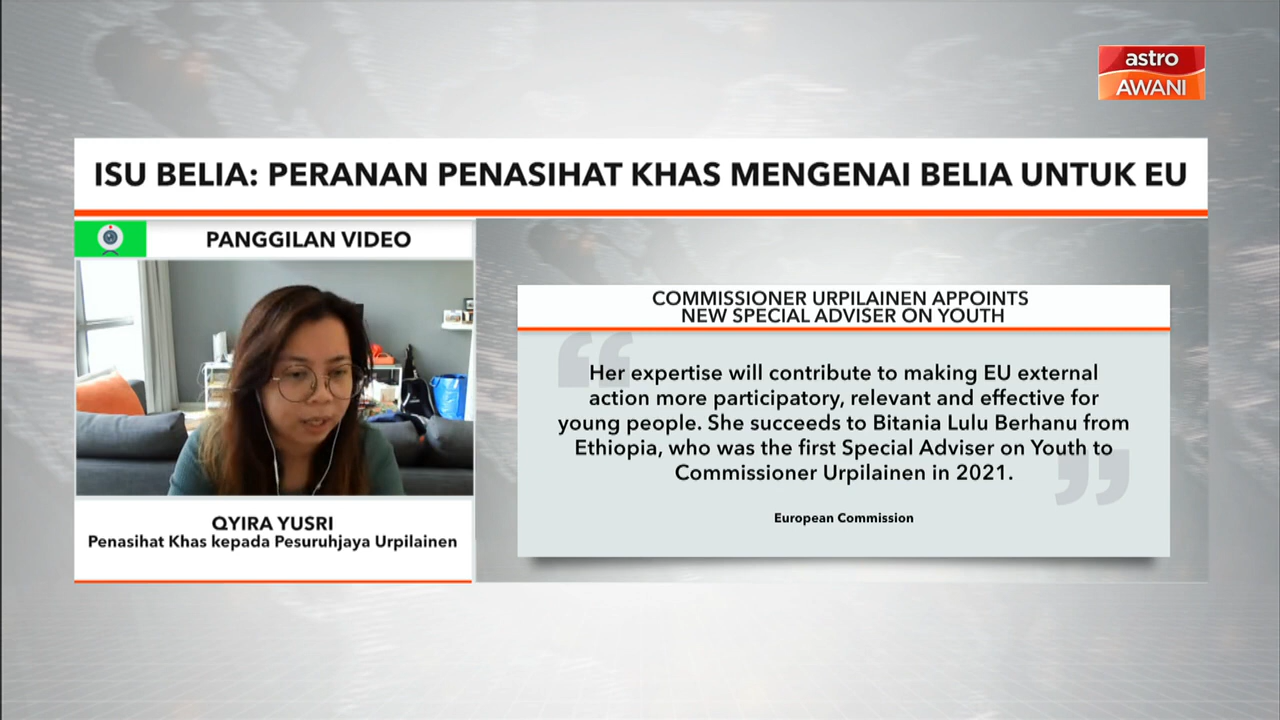 astro
AWANI
ISU BELIA: PERANAN PENASIHAT KHAS MENGENAI BELIA UNTUK EU
PANGGILAN VIDEO
QYIRA YUSRI
Penasihat Khas kepada Pesuruhjaya Urpilainen
COMMISSIONER URPILAINEN APPOINTS
NEW SPECIAL ADVISER ON YOUTH
“
Her expertise will contribute to making EU external
action more participatory, relevant and effective for
young people. She succeeds to Bitania Lulu Berhanu from
Ethiopia, who was the first Special Adviser on Youth to
Commissioner Urpilainen in 2021.
”
European Commission